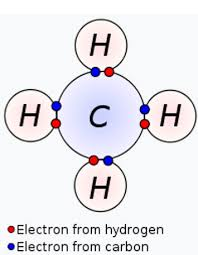 H
H C H
H
Electron from hydrogen
Electron from carbon